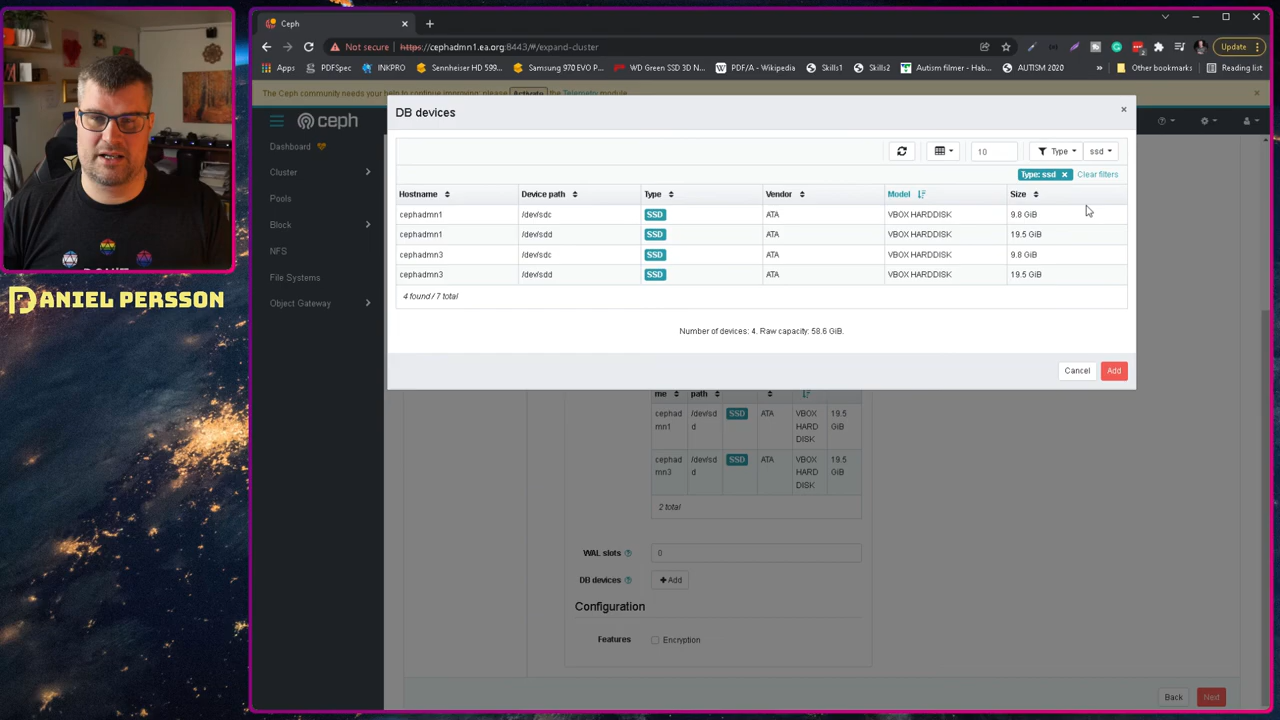 Ceph
Not secure
https://cephadmn1.ea.org:8443/#/expand-cluster
Update
Apps
PDFSpec
INKPRO
Sennheiser HD 599...
Samsung 970 EVO P...
WD Green SSD 3D N...
PDF/A - Wikipedia
Skills1
Skills2
Autism filmer - Hab...
AUTISM 2020
Other bookmarks
Reading list
The Ceph community needs your help to continue improving: please Activate the Telemetry module.
ceph
Dashboard
Cluster
Pools
Block
NFS
File Systems
Object Gateway
DB devices
10
Type
ssd
Type: ssd
Clear filters
Hostname Device path Type Vendor Model Size
cephadmn1 /dev/sdc SSD ATA VBOX HARDDISK 9.8 GiB
cephadmn1 /dev/sdd SSD ATA VBOX HARDDISK 19.5 GiB
cephadmn3 /dev/sdc SSD ATA VBOX HARDDISK 9.8 GiB
cephadmn3 /dev/sdd SSD ATA VBOX HARDDISK 19.5 GiB
4 found / 7 total
Number of devices: 4. Raw capacity: 58.6 GiB.
Cancel
Add
me path
cephad /dev/sd SSD ATA VBOX 19.5
mn1 d HARD GiB
DISK
cephad /dev/sd SSD ATA VBOX 19.5
mn3 d HARD GiB
DISK
2 total
WAL slots 0
DB devices Add
Configuration
Features Encryption
Back
Next
DANIEL PERSSON